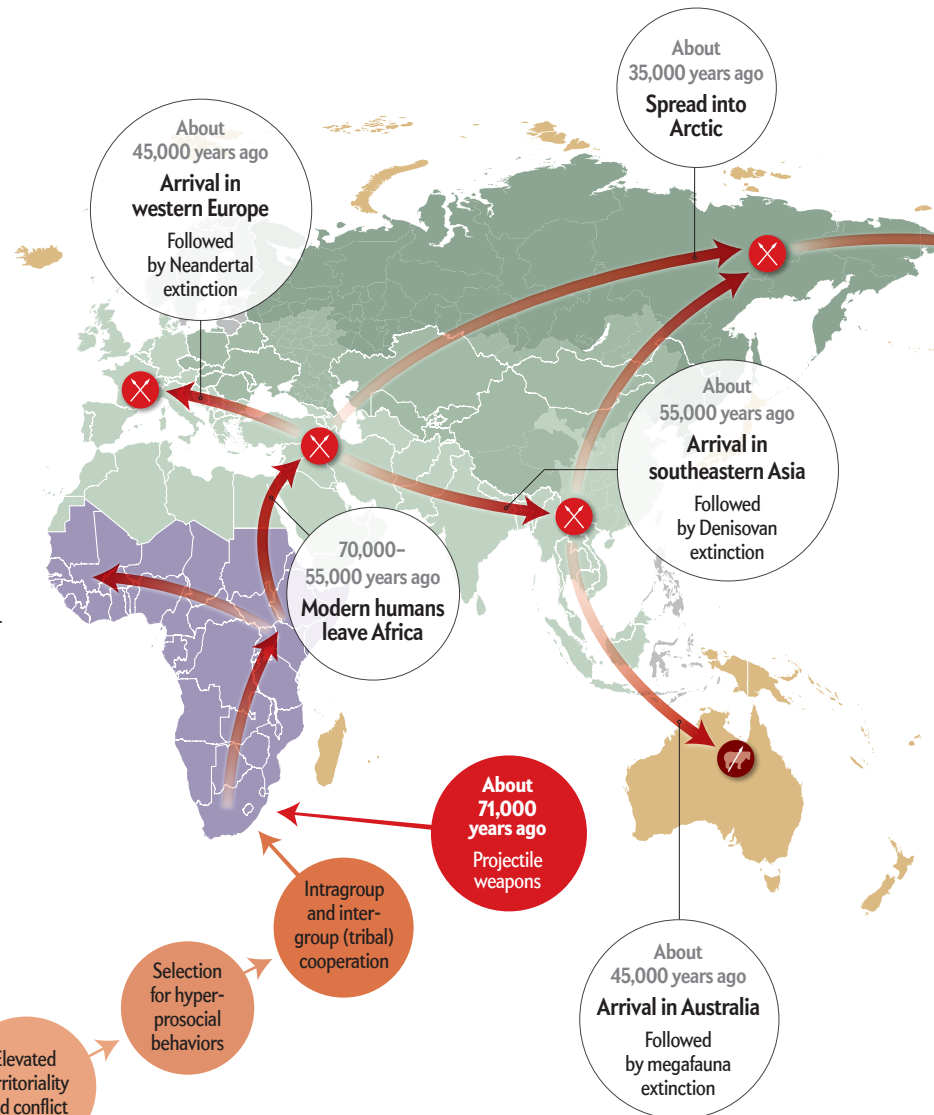 About
35,000 years ago
Spread into
Arctic
About
45,000 years ago
Arrival in
western Europe
Followed
by Neandertal
extinction
About
55,000 years ago
Arrival in
southeastern Asia
Followed
by Denisovan
extinction
70,000–
55,000 years ago
Modern humans
leave Africa
About
71,000
years ago
Projectile
weapons
Intragroup
and inter-
group (tribal)
cooperation
Selection
for hyper-
prosocial
behaviors
About
45,000 years ago
Arrival in Australia
Followed
by megafauna
extinction
conflict